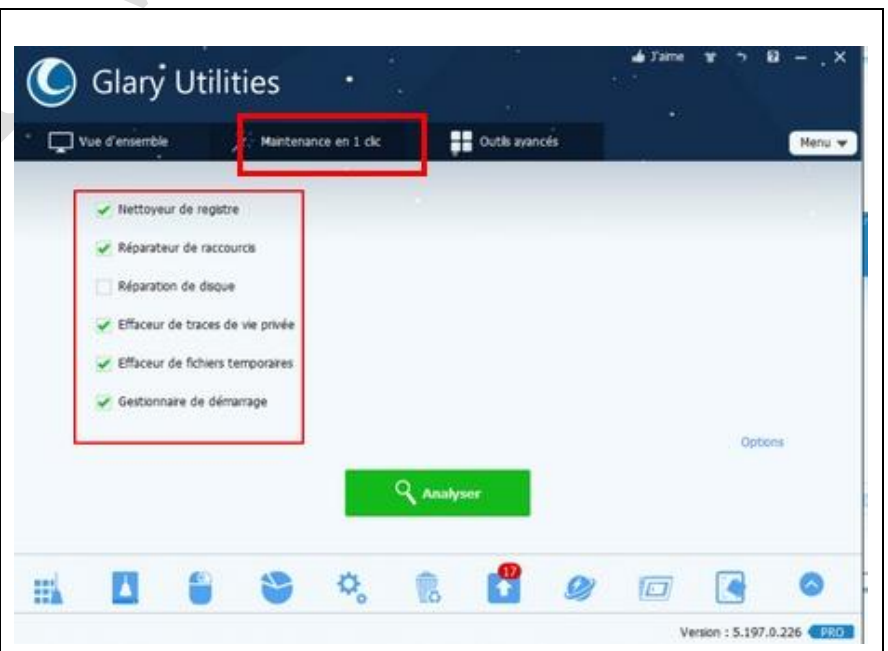 J'aime
Glary Utilities
Vue d'ensemble
Maintenance en 1 clic
Outils avancés
Menu
Nettoyeur de registre
Réparateur de raccourcis
Réparation de disque
Effaceur de traces de vie privée
Effaceur de fichiers temporaires
Gestionnaire de démarrage
Options
Analyser
17
Version : 5.197.0.226 PRO